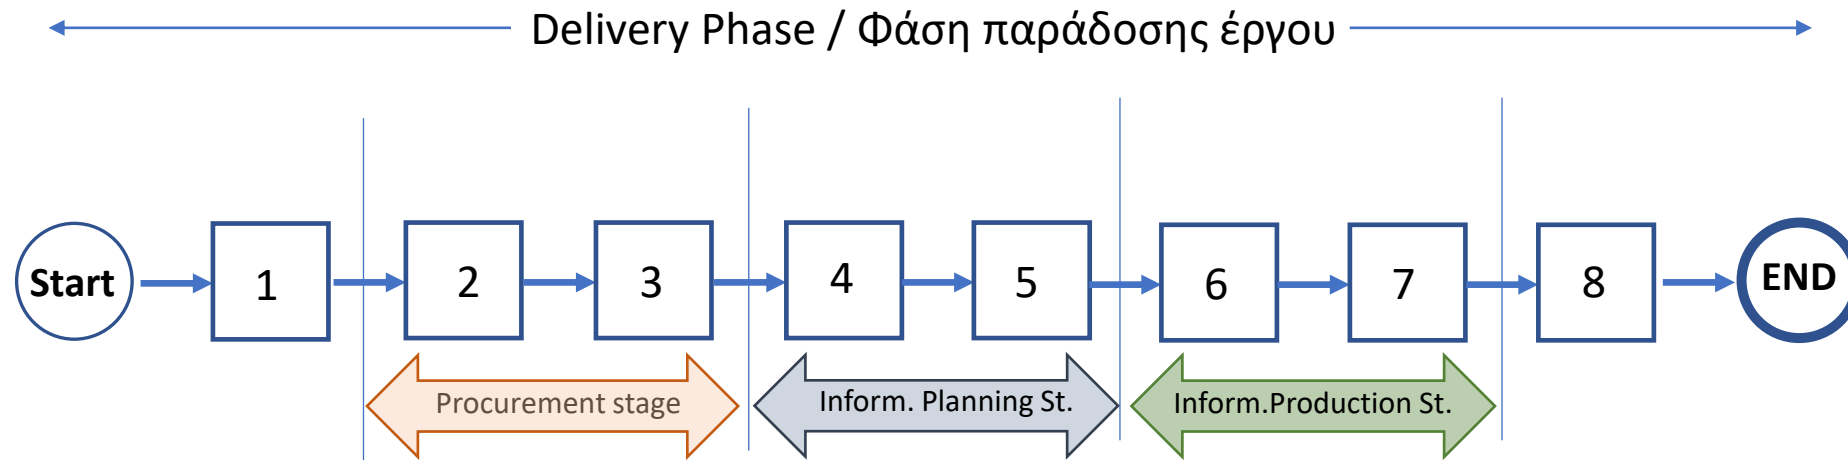 Delivery Phase / Φάση παράδοσης έργου
Start 1 2 3 4 5 6 7 8 END
Procurement stage Inform. Planning St. Inform.Production St.